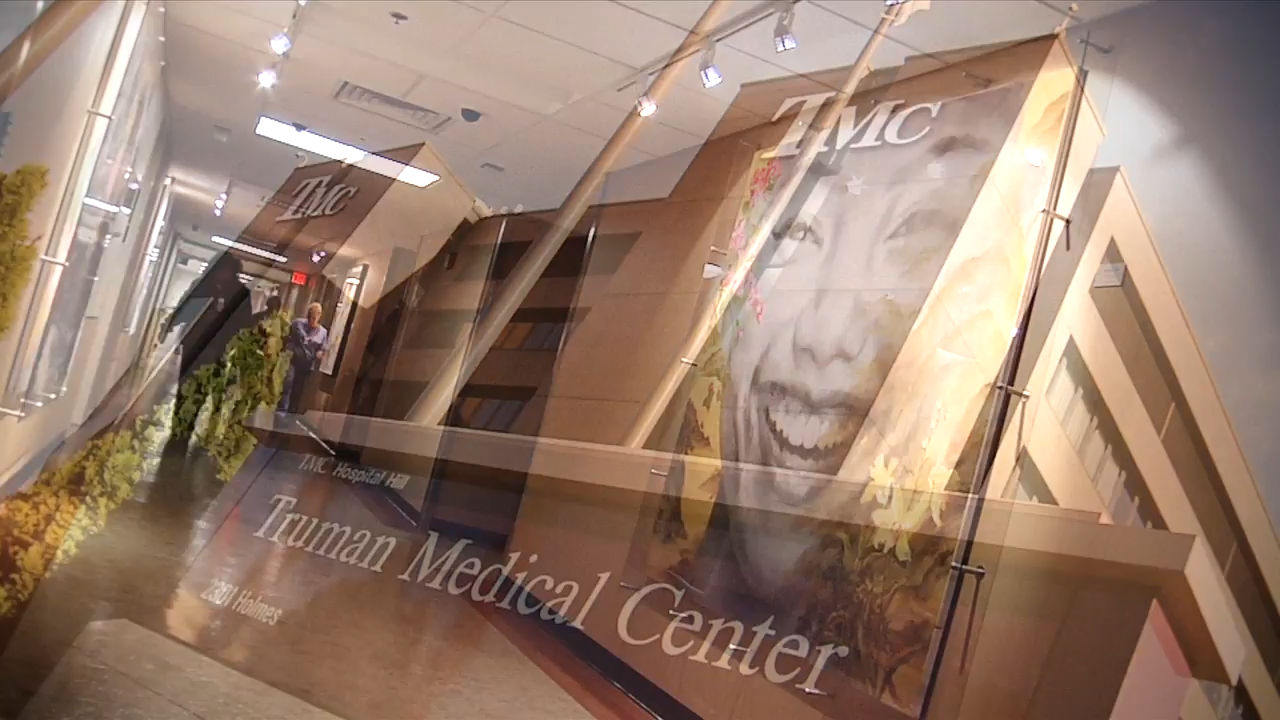 TMC
TMC
TMC Hospital Hill
Truman Medical Center
2301 Holmes